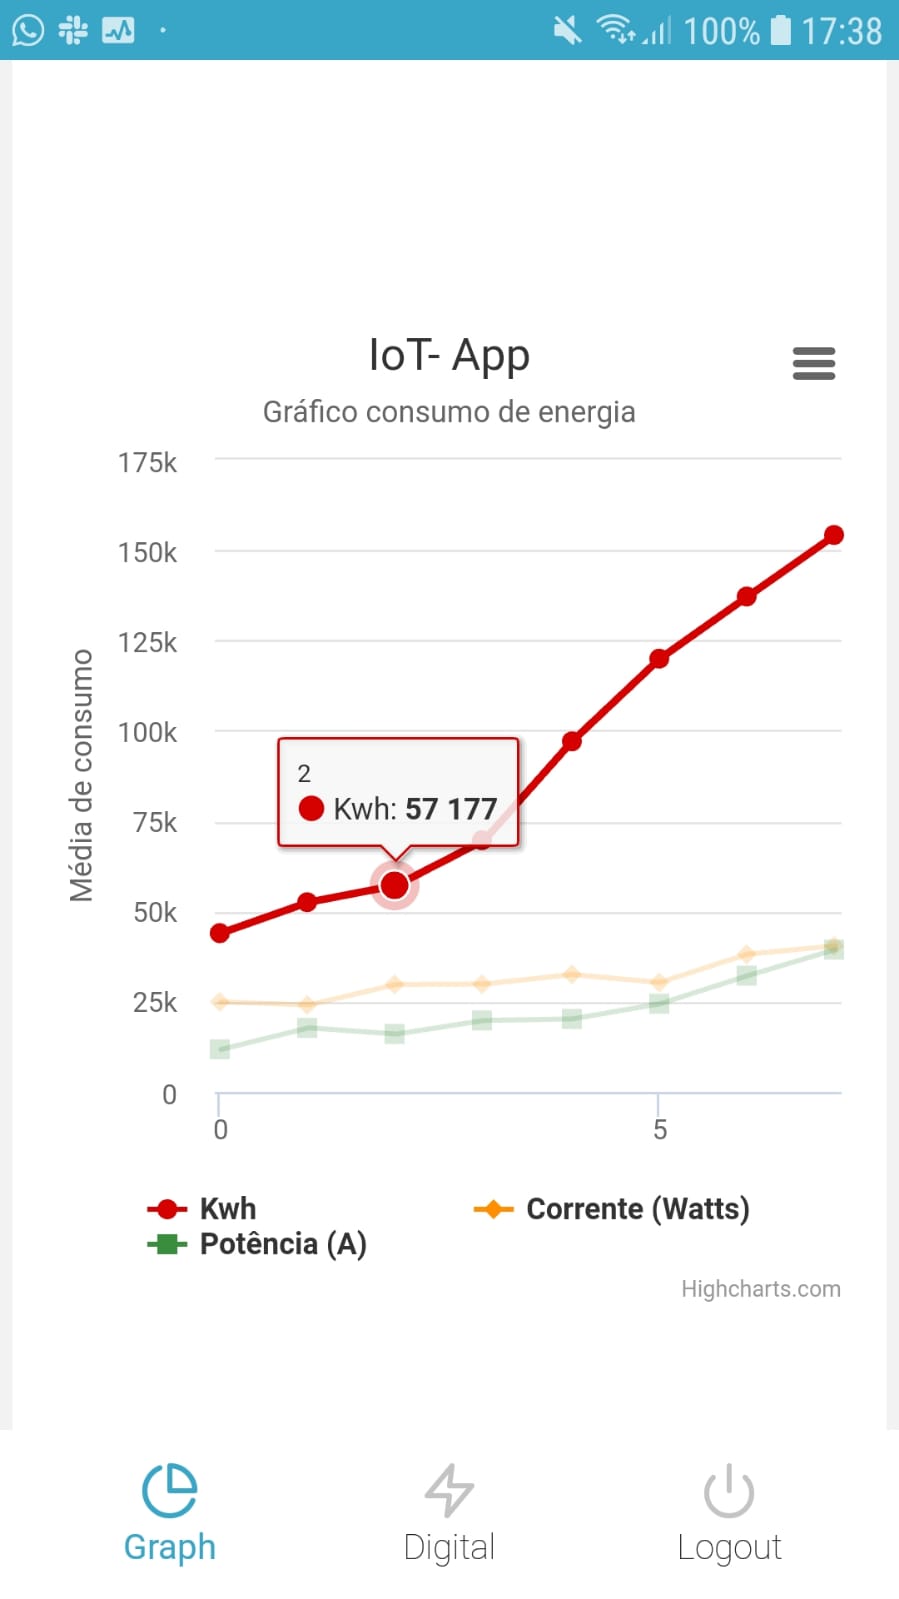 100% 17:38
IoT- App
Gráfico consumo de energia
175k
150k
125k
100k
75k
50k
25k
0
Média de consumo
2
Kwh: 57 177
0 5
Kwh Corrente (Watts)
Potência (A)
Highcharts.com
Graph Digital Logout